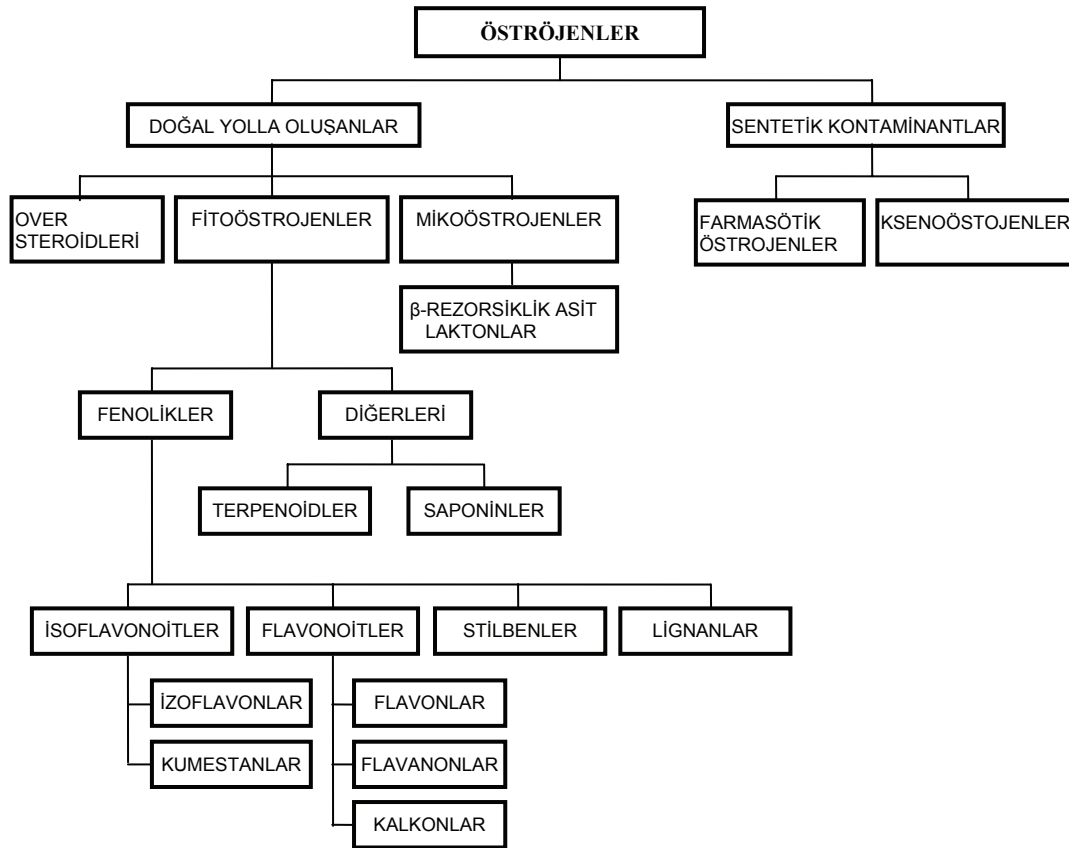 ÖSTRÖJENLER
DOĞAL YOLLA OLUŞANLAR
SENTETİK KONTAMİNANTLAR
OVER
STEROİDLERİ
FİTOÖSTROJENLER
MİKOÖSTROJENLER
FARMASÖTİK
ÖSTROJENLER
KSENOÖSTOJENLER
β-REZORSİKLİK ASİT
LAKTONLAR
FENOLİKLER
DİĞERLERİ
TERPENOİDLER
SAPONİNLER
İSOFLAVONOİTLER
FLAVONOİTLER
STİLBENLER
LİGNANLAR
İZOFLAVONLAR
FLAVONLAR
KUMESTANLAR
FLAVANONLAR
KALKONLAR